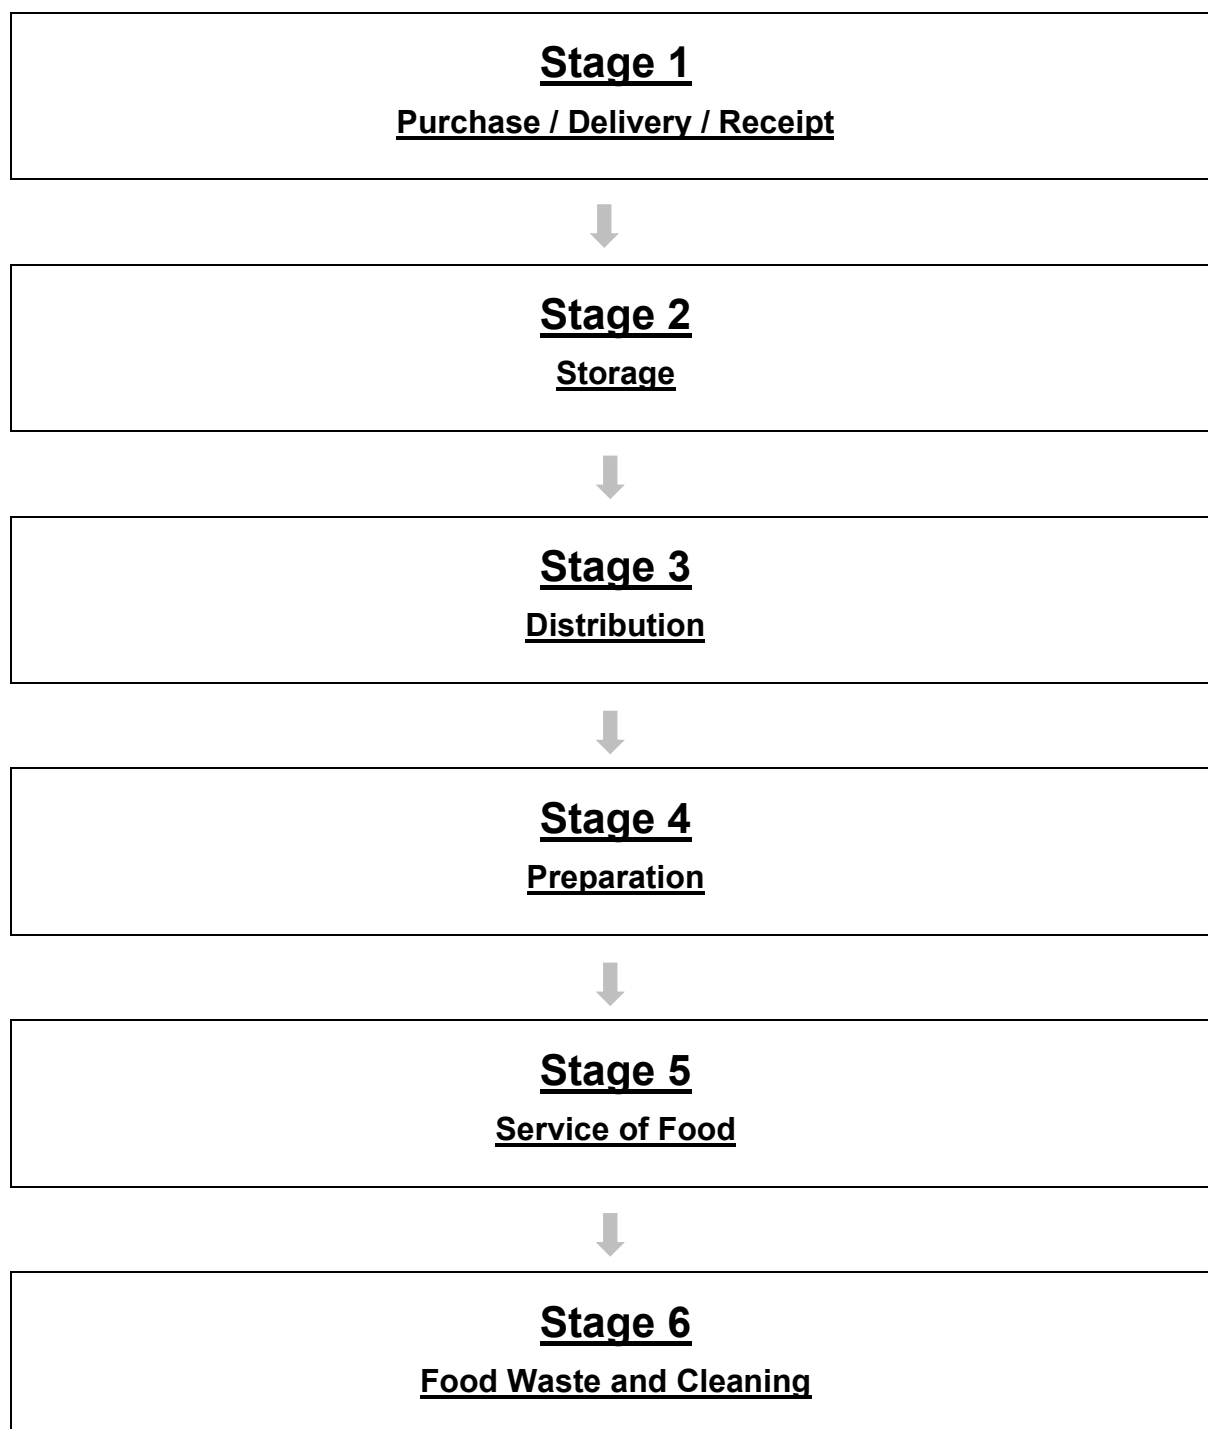 Stage 1
Purchase / Delivery / Receipt
Stage 2
Storage
Stage 3
Distribution
Stage 4
Preparation
Stage 5
Service of Food
Stage 6
Food Waste and Cleaning